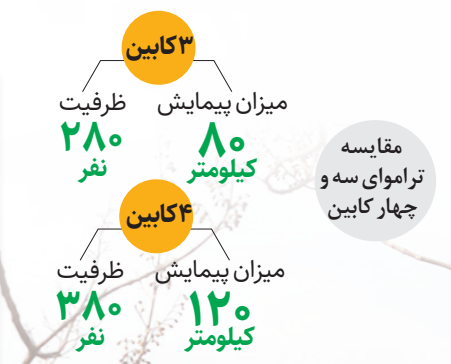 مقایسه
تراموای سه و
چهار کابین
۳کابین
میزان پیمایش
۸۰
کیلومتر
ظرفیت
۲۸۰
نفر
۴کابین
میزان پیمایش
۱۲۰
کیلومتر
ظرفیت
۳۸۰
نفر